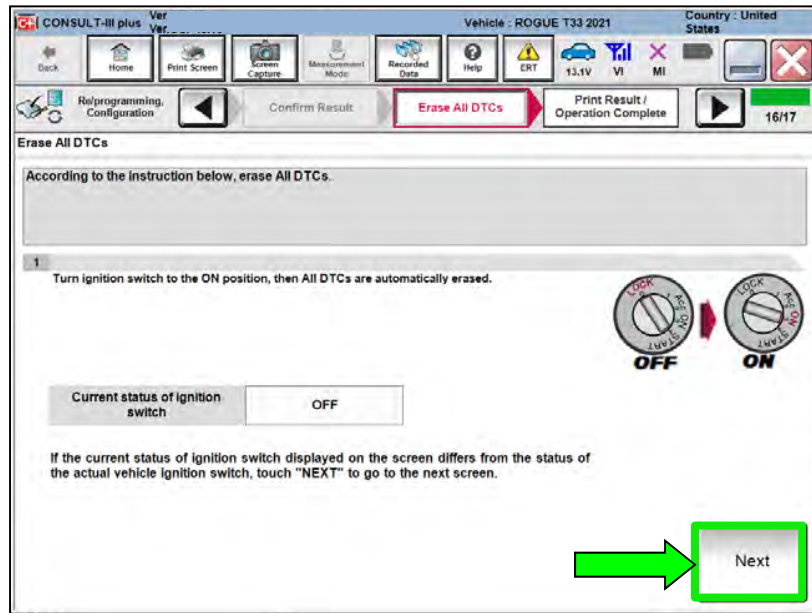 C+ CONSULT-III plus Ver
Ver.
Vehicle : ROGUE T33 2021
Country : United
States
Back
Home
Print Screen
Screen
Capture
Measurement
Mode
Recorded
Data
Help
ERT
13.1V
VI
MI
Re/programming,
Configuration
Confirm Result
Erase All DTCs
Print Result /
Operation Complete
16/17
Erase All DTCs
According to the instruction below, erase All DTCs.
1
Turn ignition switch to the ON position, then All DTCs are automatically erased.
LOCK 0 ACC ON START
LOCK ACC ON START
OFF
ON
Current status of ignition
switch
OFF
If the current status of ignition switch displayed on the screen differs from the status of
the actual vehicle ignition switch, touch "NEXT" to go to the next screen.
Next